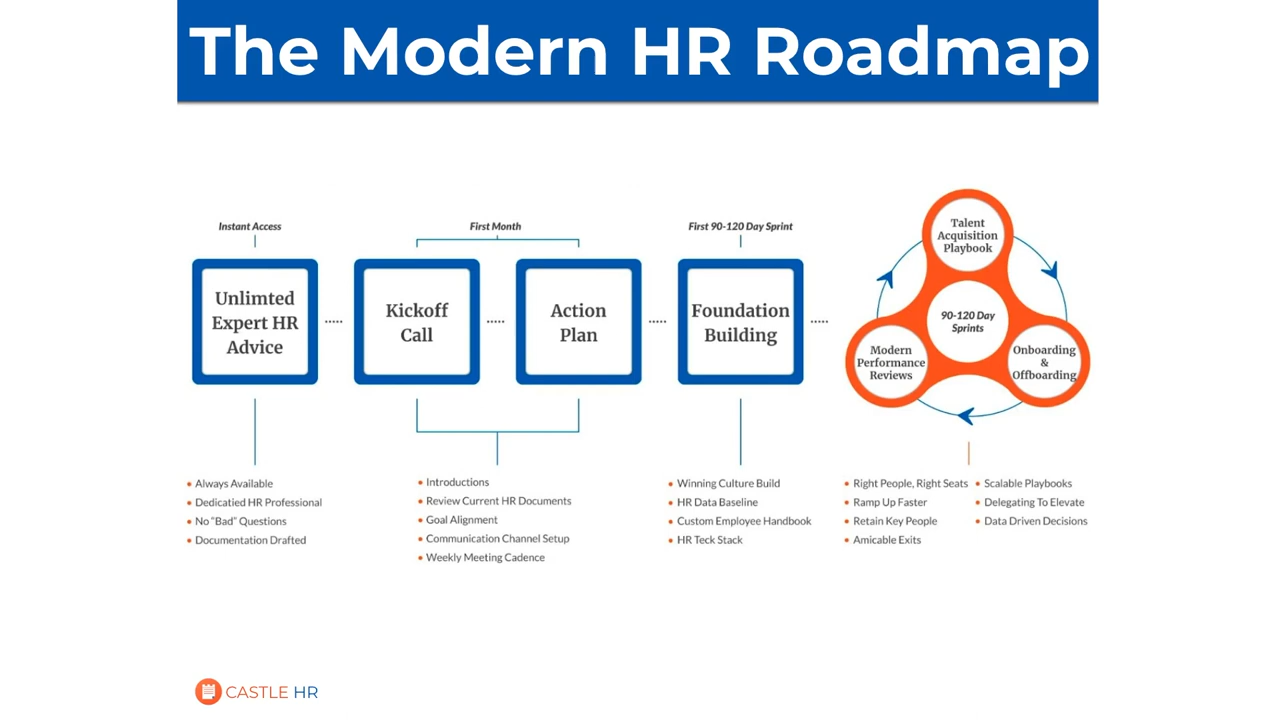 The Modern HR Roadmap
Instant Access
First Month
First 90-120 Day Sprint
Unlimted
Expert HR
Advice
Kickoff
Call
Action
Plan
Foundation
Building
Talent
Acquisition
Playbook
90-120 Day
Sprints
Modern
Performance
Reviews
Onboarding
&
Offboarding
• Always Available
• Dedicatied HR Professional
• No "Bad" Questions
• Documentation Drafted
• Introductions
• Review Current HR Documents
• Goal Alignment
• Communication Channel Setup
• Weekly Meeting Cadence
• Winning Culture Build
• HR Data Baseline
• Custom Employee Handbook
• HR Teck Stack
• Right People, Right Seats
• Ramp Up Faster
• Retain Key People
• Amicable Exits
• Scalable Playbooks
• Delegating To Elevate
• Data Driven Decisions
CASTLE HR